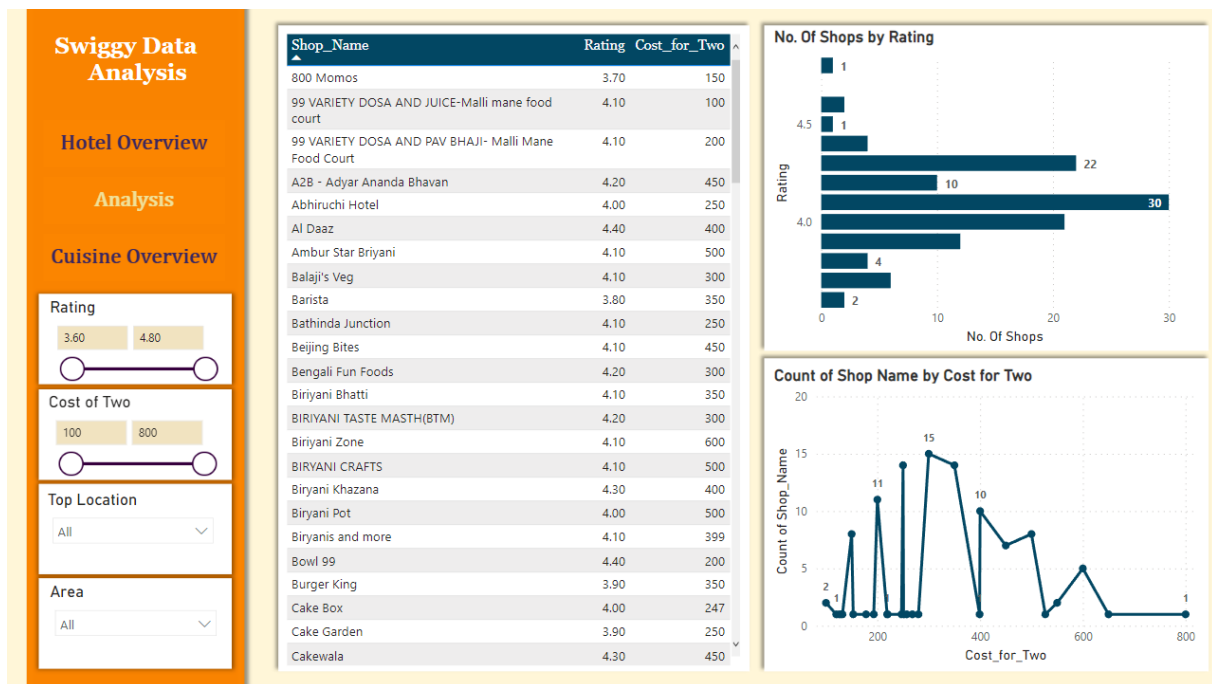 Swiggy Data
Analysis
Hotel Overview
Analysis
Cuisine Overview
Rating
3.60 4.80
Cost of Two
100 800
Top Location
All
Area
All
Shop_Name Rating Cost_for_Two
800 Momos 3.70 150
99 VARIETY DOSA AND JUICE-Malli mane food 4.10 100
court
99 VARIETY DOSA AND PAV BHAJI- Malli Mane 4.10 200
Food Court
A2B - Adyar Ananda Bhavan 4.20 450
Abhiruchi Hotel 4.00 250
Al Daaz 4.40 400
Ambur Star Briyani 4.10 500
Balaji's Veg 4.10 300
Barista 3.80 350
Bathinda Junction 4.10 250
Beijing Bites 4.10 450
Bengali Fun Foods 4.20 300
Biriyani Bhatti 4.10 350
BIRIYANI TASTE MASTH(BTM) 4.20 300
Biriyani Zone 4.10 600
BIRYANI CRAFTS 4.10 500
Biryani Khazana 4.30 400
Biryani Pot 4.00 500
Biryanis and more 4.10 399
Bowl 99 4.40 200
Burger King 3.90 350
Cake Box 4.00 247
Cake Garden 3.90 250
Cakewala 4.30 450
No. Of Shops by Rating
1
4.5 1
22
10
30
4.0
4
2
0 10 20 30
No. Of Shops
Rating
Count of Shop Name by Cost for Two
20
15
15
11
10
10
5
2
1
1
0
200 400 600 800
Cost_for_Two
Count of Shop_Name